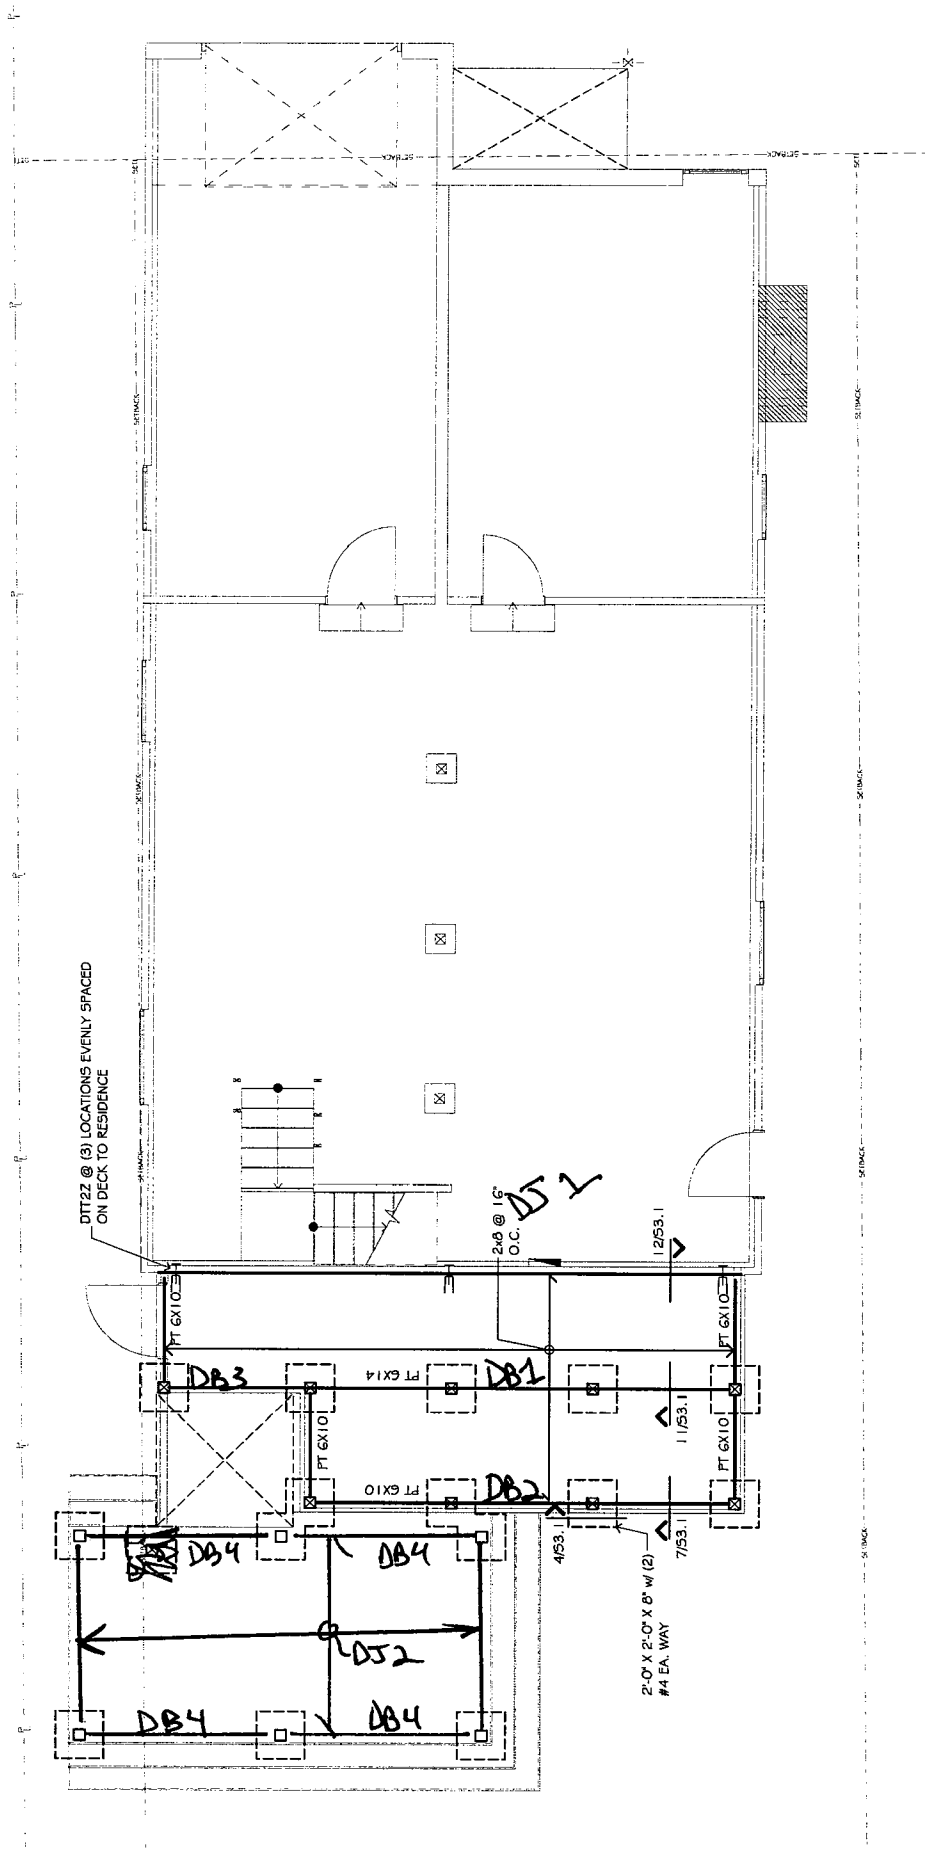 SETBACK
SETBACK
SETBACK
SETBACK
SETBACK
SETBACK
SETBACK
SETBACK
SETBACK
DTT2Z @ (3) LOCATIONS EVENLY SPACED
ON DECK TO RESIDENCE
2x8 @ 16"
O.C.
DJ 1
12/S3.1
PT 6X10
PT 6X10
DB3
PT 6X14
DB1
11/S3.1
PT 6X10
PT 6X10
PT 6X10
DB2
4/S3.
7/S3.1
2'-0" X 2'-0" X 8" W/ (2)
#4 EA. WAY
DB4
DB4
DJ2
DB4
DB4